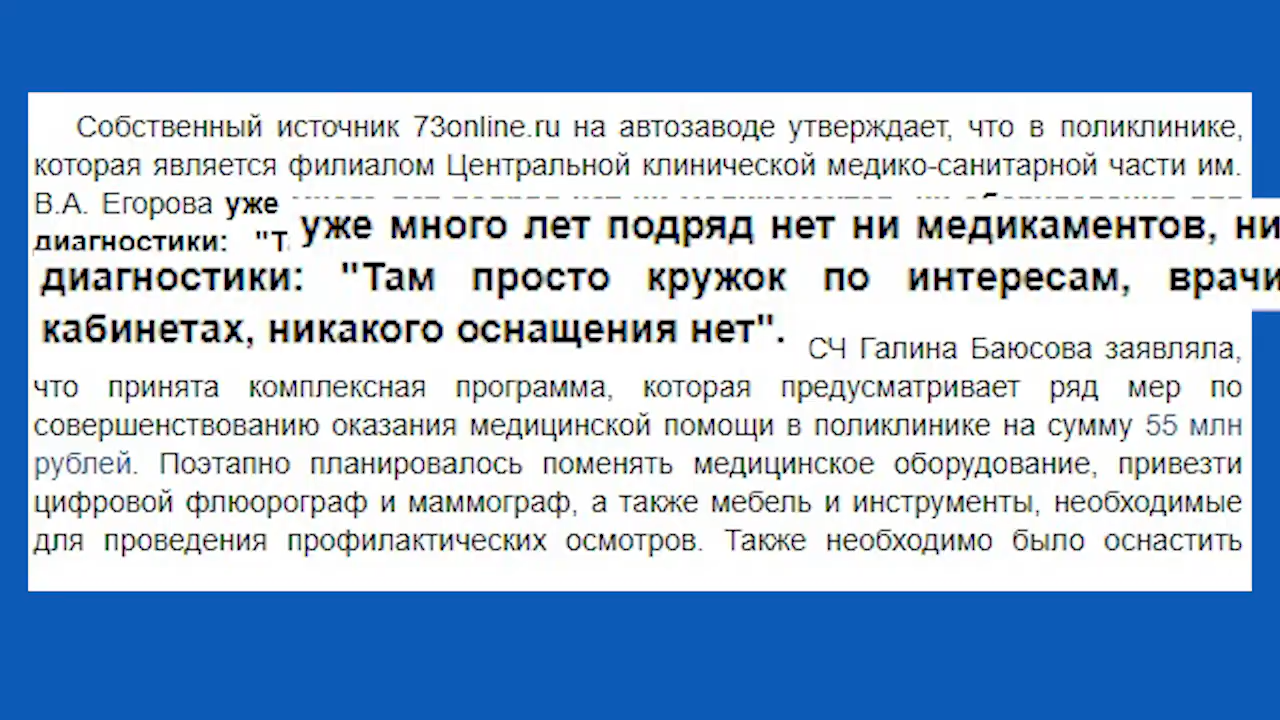 Собственный источник 73online.ru на автозаводе утверждает, что в поликлинике,
которая является филиалом Центральной клинической медико-санитарной части им.
В.А. Егорова уже
диагностики: "Т
уже много лет подряд нет ни медикаментов, ни
диагностики: "Там просто кружок по интересам, врачи
кабинетах, никакого оснащения нет".
СЧ Галина Баюсова заявляла,
что принята комплексная программа, которая предусматривает ряд мер по
совершенствованию оказания медицинской помощи в поликлинике на сумму 55 млн
рублей. Поэтапно планировалось поменять медицинское оборудование, привезти
цифровой флюорограф и маммограф, а также мебель и инструменты, необходимые
для проведения профилактических осмотров. Также необходимо было оснастить